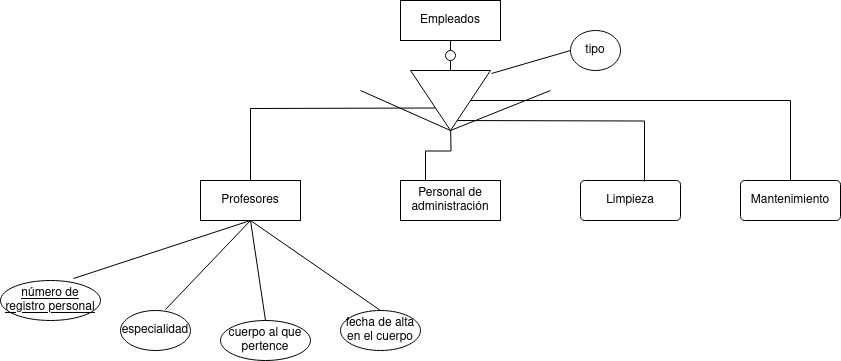 Empleados
tipo
Profesores
Personal de
administración
Limpieza
Mantenimiento
número de
registro personal
especialidad
cuerpo al que
pertence
fecha de alta
en el cuerpo